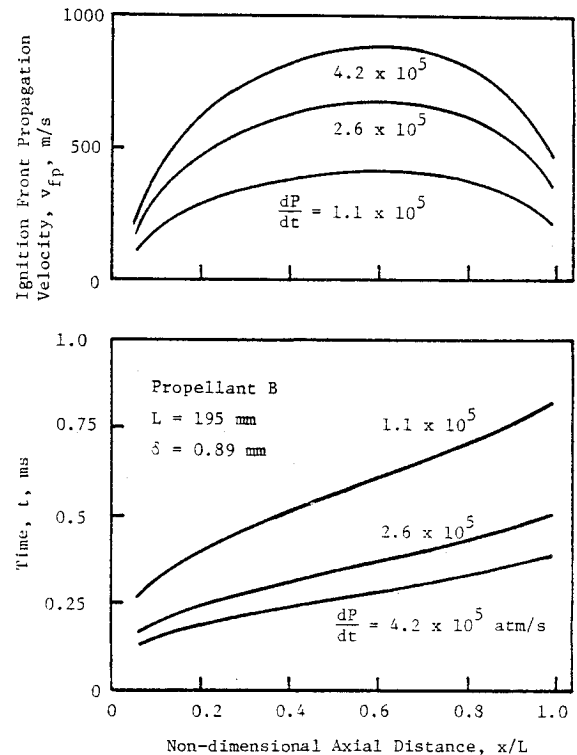 Ignition Front Propagation
Velocity, v_fp, m/s
1000
500
0
4.2 x 10^5
2.6 x 10^5
dP/dt = 1.1 x 10^5
Time, t, ms
1.0
0.75
0.5
0.25
0
Propellant B
L = 195 mm
δ = 0.89 mm
1.1 x 10^5
2.6 x 10^5
dP/dt = 4.2 x 10^5 atm/s
0 0.2 0.4 0.6 0.8 1.0
Non-dimensional Axial Distance, x/L